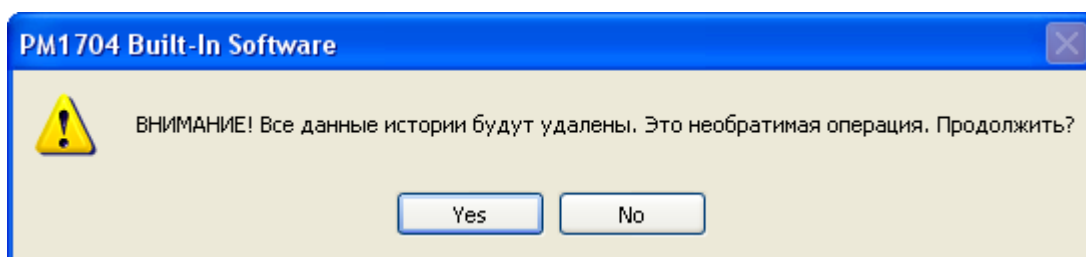 PM1704 Built-In Software
ВНИМАНИЕ! Все данные истории будут удалены. Это необратимая операция. Продолжить?
Yes No